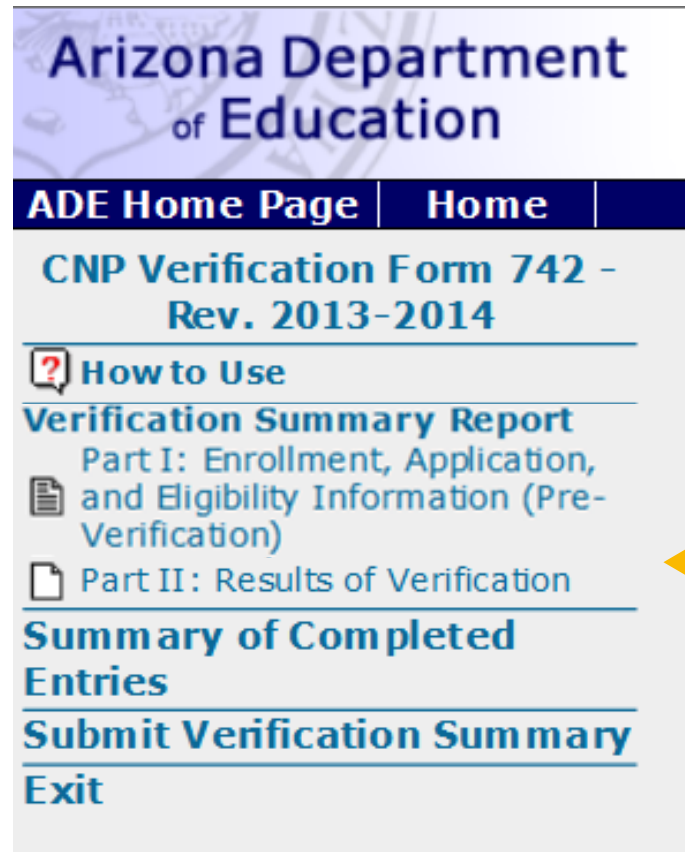 Arizona Department
of Education
ADE Home Page Home
CNP Verification Form 742 -
Rev. 2013-2014
? How to Use
Verification Summary Report
Part I: Enrollment, Application,
and Eligibility Information (Pre-
Verification)
Part II: Results of Verification
Summary of Completed
Entries
Submit Verification Summary
Exit